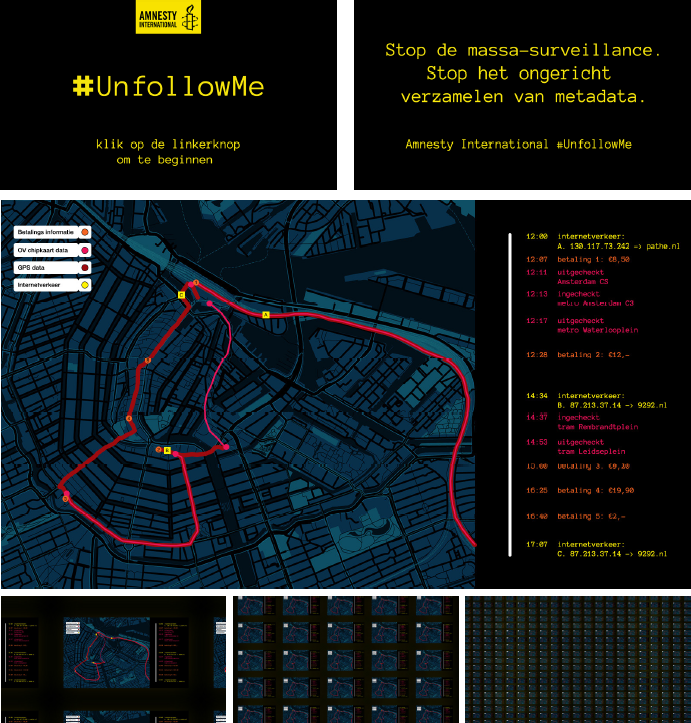 AMNESTY
INTERNATIONAL
#UnfollowMe
klik op de linkerknop
om te beginnen
Stop de massa-surveillance.
Stop het ongericht
verzamelen van metadata.
Amnesty International #UnfollowMe
Betalings informatie
OV chipkaart data
GPS data
Internetverkeer
C
1
A
B
12:00 internetverkeer:
A. 130.117.73.242 => pathe.nl
12:07 betaling 1: €8,50
12:11 uitgecheckt
Amsterdam CS
12:13 ingecheckt
metro Amsterdam CS
12:17 uitgecheckt
metro Waterlooplein
12:28 betaling 2: €12,-
14:34 internetverkeer:
B. 87.213.37.14 -> 9292.nl
14:37 ingecheckt
tram Rembrandtplein
14:53 uitgecheckt
tram Leidseplein
15:00 betaling 3:
16:25 betaling 4: €19,90
16:40 betaling 5: €2,-
17:07 internetverkeer:
C. 87.213.37.14 -> 9292.nl